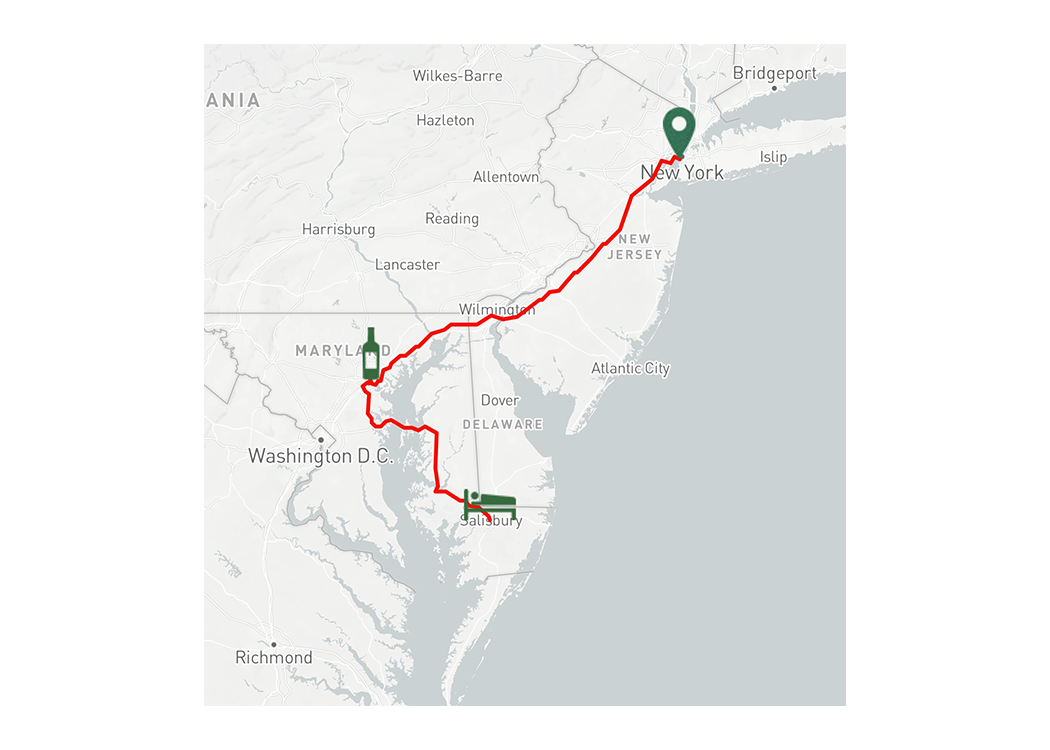 Wilkes-Barre
Bridgeport
ANIA
Hazleton
Islip
New York
Allentown
Reading
Harrisburg
NEW
JERSEY
Lancaster
Wilmington
MARYLAND
Atlantic City
Dover
DELAWARE
Washington D.C.
Salisbury
Richmond